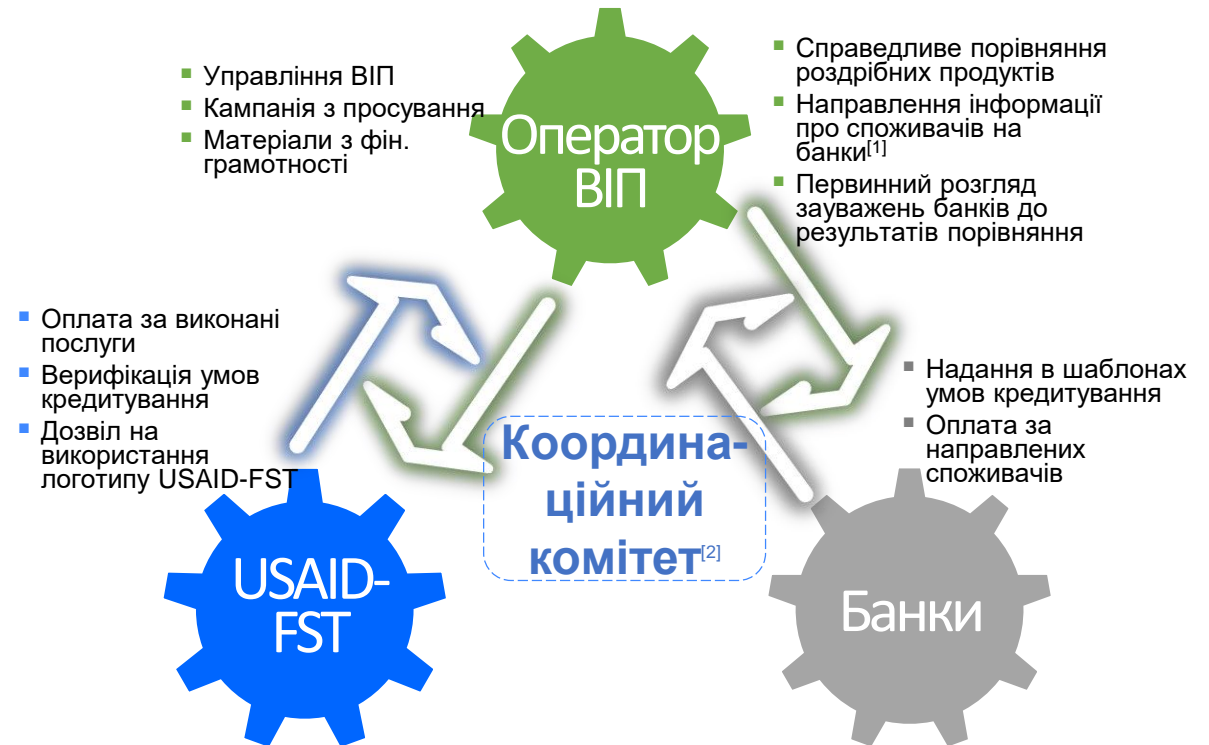 Управління ВІП
Кампанія з просування
Матеріали з фін.
грамотності
Оператор
ВІП
Справедливе порівняння
роздрібних продуктів
Направлення інформації
про споживачів на
банки[1]
Первинний розгляд
зауважень банків до
результатів порівняння
Оплата за виконані
послуги
Верифікація умов
кредитування
Дозвіл на
використання
логотипу USAID-FST
Надання в шаблонах
умов кредитування
Оплата за
направлених
споживачів
Координа-
ційний
комітет[2]
USAID-
FST
Банки